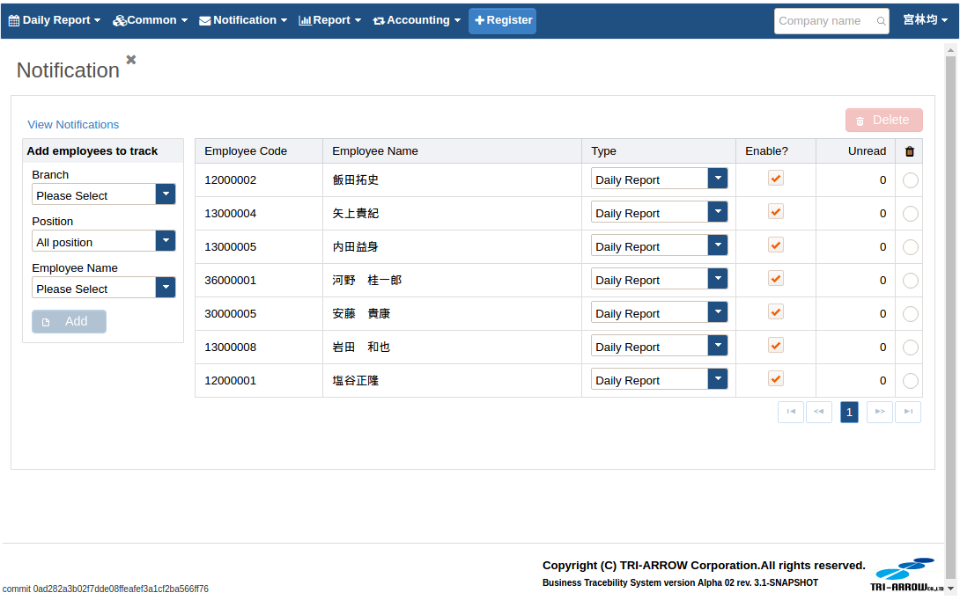 Daily Report Common Notification Report Accounting Register Company name 宮林均
Notification
View Notifications Delete
Add employees to track Employee Code Employee Name Type Enable? Unread
Branch
Please Select
Position
All position
Employee Name
Please Select
Add
12000002 飯田拓史 Daily Report 0
13000004 矢上貴紀 Daily Report 0
13000005 内田益身 Daily Report 0
36000001 河野 桂一郎 Daily Report 0
30000005 安藤 貴康 Daily Report 0
13000008 岩田 和也 Daily Report 0
12000001 塩谷正隆 Daily Report 0
1
Copyright (C) TRI-ARROW Corporation.All rights reserved.
Business Tracebility System version Alpha 02 rev. 3.1-SNAPSHOT
TRI-ARROW
commit 0ad282a3b02f7dde08ffeafef3a1cf2ba566ff76